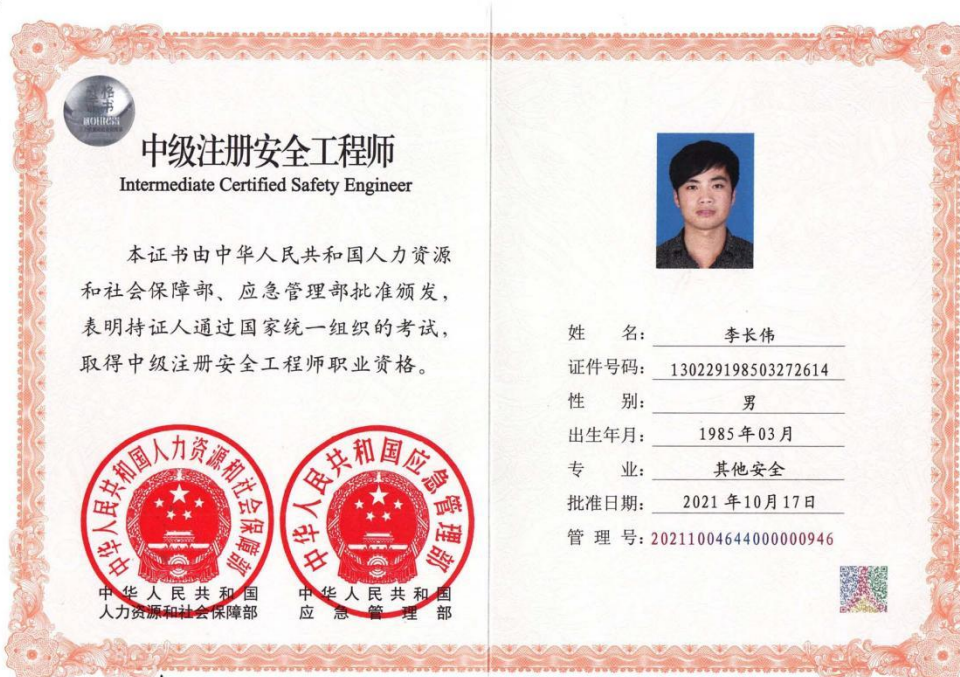 中级注册安全工程师
Intermediate Certified Safety Engineer
本证书由中华人民共和国人力资源
和社会保障部、应急管理部批准颁发，
表明持证人通过国家统一组织的考试，
取得中级注册安全工程师职业资格。
中华人民共和国人力资源和社会保障部
中华人民共和国应急管理部
中华人民共和国
人力资源和社会保障部
中华人民共和国
应急管理部
姓名：李长伟
证件号码：130229198503272614
性别：男
出生年月：1985年03月
专业：其他安全
批准日期：2021年10月17日
管理号：20211004644000000946